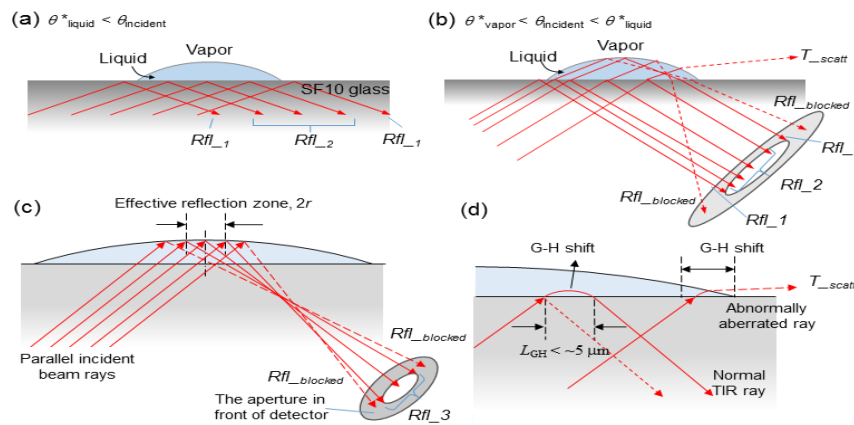 (a) θ*liquid < θincident
Liquid
Vapor
SF10 glass
Rfl_1
Rfl_2
Rfl_1
(b) θ*vapor < θincident < θ*liquid
Vapor
Liquid
T_scatt
Rfl_blocked
Rfl_
Rfl_2
Rfl_blocked
Rfl_1
(c)
Effective reflection zone, 2r
Parallel incident
beam rays
Rfl_blocked
Rfl_blocked
The aperture in
front of detector
Rfl_3
(d)
G-H shift
G-H shift
T_scatt
Abnormally
aberrated ray
LGH < ~5 μm
Normal
TIR ray